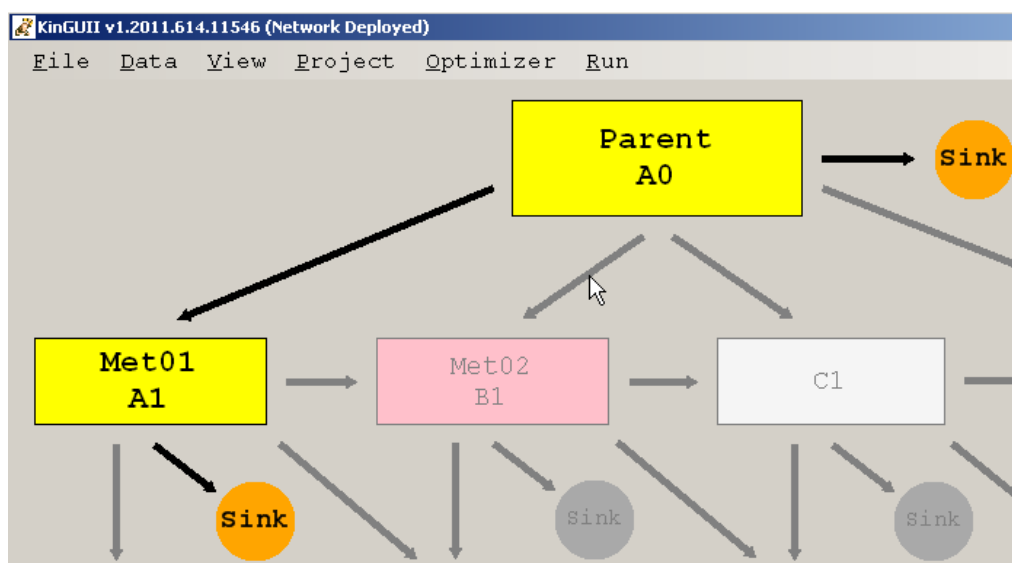 KinGUII v1.2011.614.11546 (Network Deployed)
File Data View Project Optimizer Run
Parent
A0
Sink
Met01
A1
Met02
B1
C1
Sink
Sink
Sink